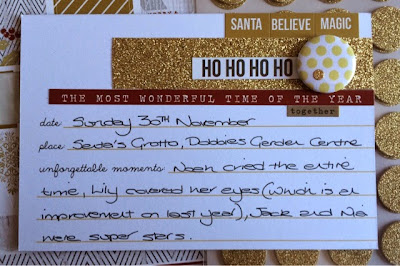 SANTA BELIEVE MAGIC
HO HO HO HO
THE MOST WONDERFUL TIME OF THE YEAR
together
date: Sunday 30TH November
place: Santa's Grotto, Dobbies Garden Centre
unforgettable moments: Noah cried the entire
time, Lily covered her eyes (which is an
improvement on last year), Jack and Nia
were super stars.